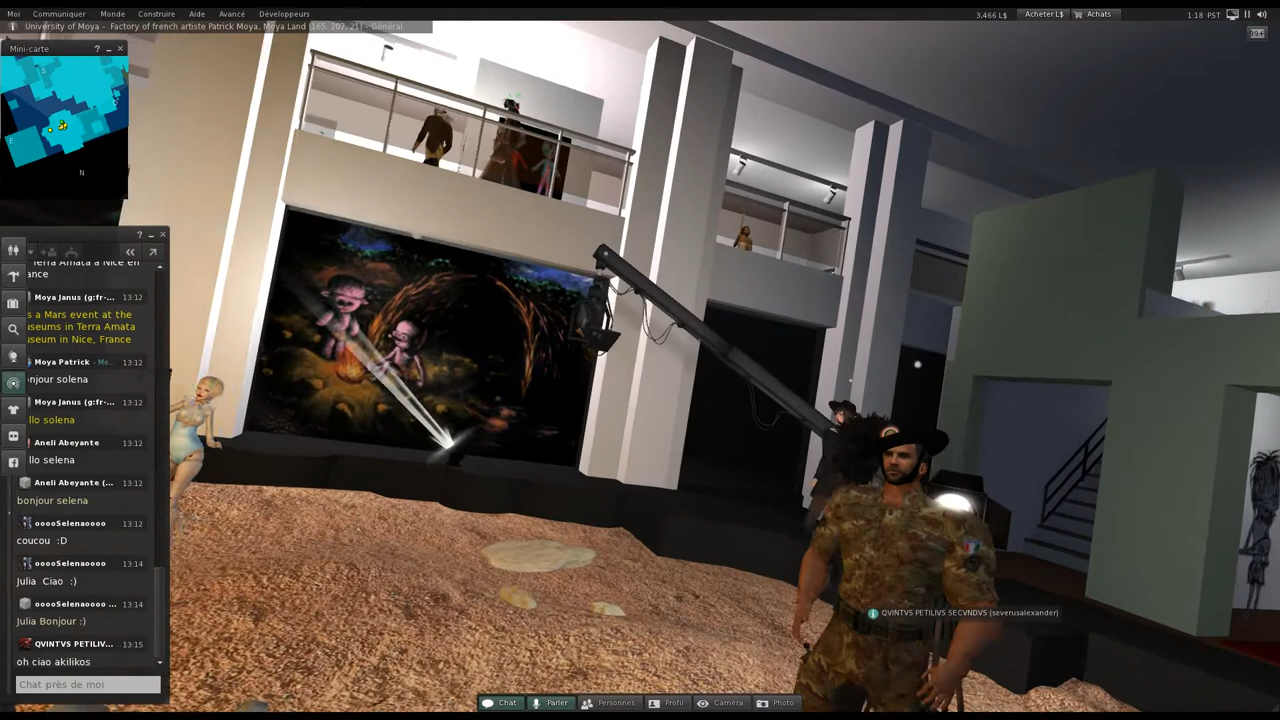 Moi Communiquer Monde Construire Aide Avancé Développeurs
3,466 L$ Acheter L$ Achats 1:18 PST
University of Moya - Factory of french artiste Patrick Moya, Moya Land (165, 207, 21) - Général
Mini-carte ?
S
E
N
?
Terra Amata à Nice en
ance
Moya Janus (g:fr-... 13:12
s a Mars event at the
useums in Terra Amata
useum in Nice, France
Moya Patrick - Mo... 13:12
onjour solena
Moya Janus (g:fr-... 13:12
llo solena
Aneli Abeyante 13:12
llo selena
Aneli Abeyante (... 13:12
bonjour selena
ooooSelenaoooo 13:12
coucou :D
ooooSelenaoooo 13:14
Julia Ciao :)
ooooSelenaoooo ... 13:14
Julia Bonjour :)
QVINTVS PETILIV... 13:15
oh ciao akilikos
Chat près de moi
QVINTVS PETILIVS SECVNDVS (severusalexander)
Chat Parler Personnes Profil Caméra Photo